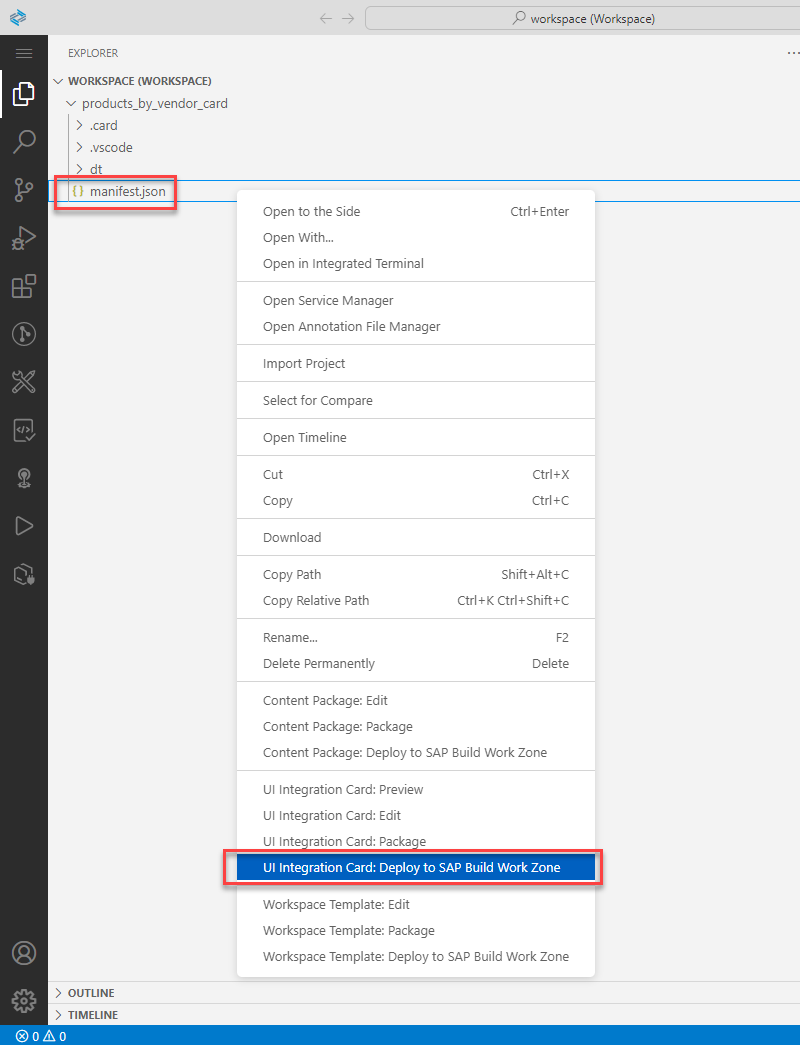 workspace (Workspace)
EXPLORER
WORKSPACE (WORKSPACE)
products_by_vendor_card
.card
.vscode
dt
{} manifest.json
Open to the Side Ctrl+Enter
Open With...
Open in Integrated Terminal
Open Service Manager
Open Annotation File Manager
Import Project
Select for Compare
Open Timeline
Cut Ctrl+X
Copy Ctrl+C
Download
Copy Path Shift+Alt+C
Copy Relative Path Ctrl+K Ctrl+Shift+C
Rename... F2
Delete Permanently Delete
Content Package: Edit
Content Package: Package
Content Package: Deploy to SAP Build Work Zone
UI Integration Card: Preview
UI Integration Card: Edit
UI Integration Card: Package
UI Integration Card: Deploy to SAP Build Work Zone
Workspace Template: Edit
Workspace Template: Package
Workspace Template: Deploy to SAP Build Work Zone
OUTLINE
TIMELINE
0 0